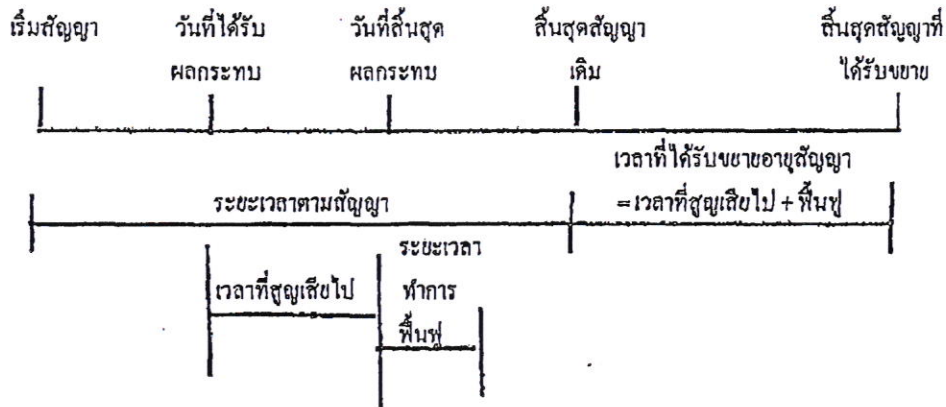 เริ่มสัญญา วันที่ได้รับ วันที่สิ้นสุด สิ้นสุดสัญญา สิ้นสุดสัญญาที่
ผลกระทบ ผลกระทบ เดิม ได้รับขยาย
เวลาที่ได้รับขยายอายุสัญญา
ระยะเวลาตามสัญญา =เวลาที่สูญเสียไป + ฟื้นฟู
ระยะเวลา
เวลาที่สูญเสียไป ทำการ
ฟื้นฟู